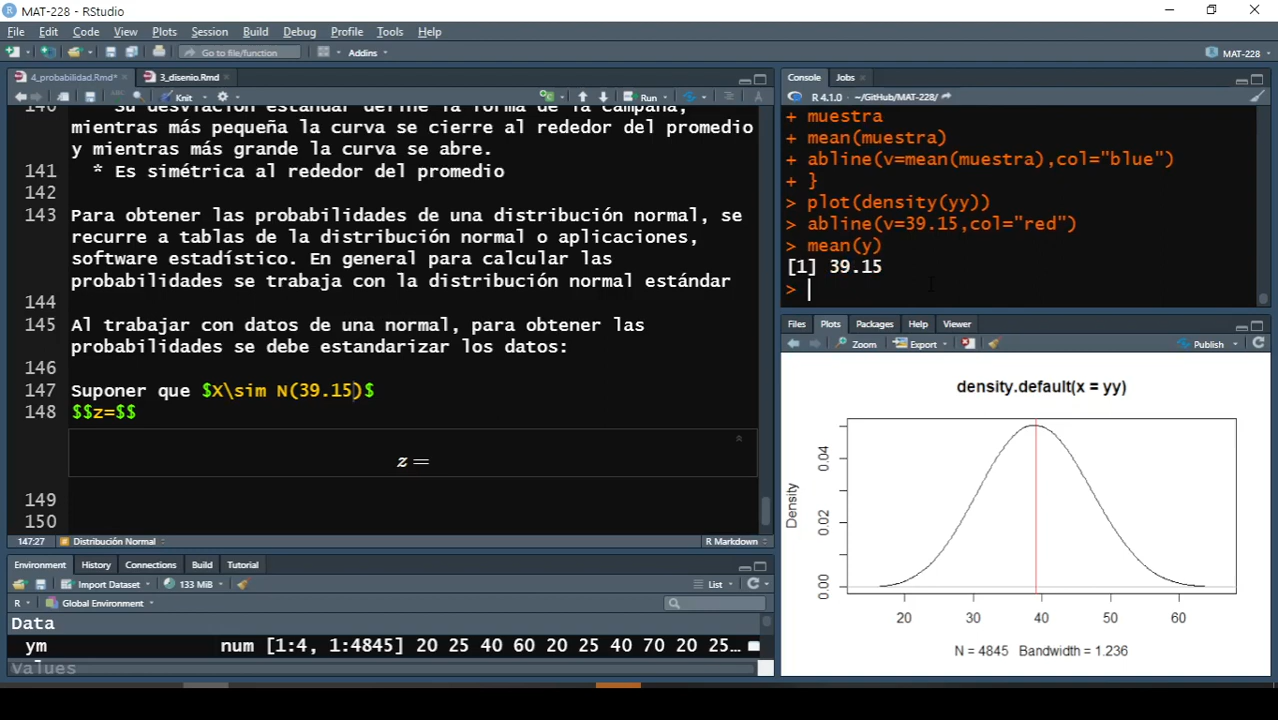 MAT-228 - RStudio
File Edit Code View Plots Session Build Debug Profile Tools Help
Go to file/function Addins MAT-228
4_probabilidad.Rmd* 3_disenio.Rmd
Knit Run
140 Su desviación estándar define la forma de la campana,
mientras más pequeña la curva se cierre al rededor del promedio
y mientras más grande la curva se abre.
141 * Es simétrica al rededor del promedio
142
143 Para obtener las probabilidades de una distribución normal, se
recurre a tablas de la distribución normal o aplicaciones,
software estadístico. En general para calcular las
probabilidades se trabaja con la distribución normal estándar
144
145 Al trabajar con datos de una normal, para obtener las
probabilidades se debe estandarizar los datos:
146
147 Suponer que $X\sim N(39.15)$
148 $$z=$$
z =
149
150
147:27 Distribución Normal R Markdown
Environment History Build Connections Tutorial
Import Dataset 133 MiB List
R Global Environment
Data
ym num [1:4, 1:4845] 20 25 40 60 20 25 40 70 20 25…
Values
Console Jobs
R 4.1.0 · ~/GitHub/MAT-228/
+ muestra
+ mean(muestra)
+ abline(v=mean(muestra),col="blue")
+ }
> plot(density(yy))
> abline(v=39.15,col="red")
> mean(y)
[1] 39.15
>
Files Plots Packages Help Viewer
Zoom Export Publish
density.default(x = yy)
Density
0.00 0.02 0.04
20 30 40 50 60
N = 4845 Bandwidth = 1.236